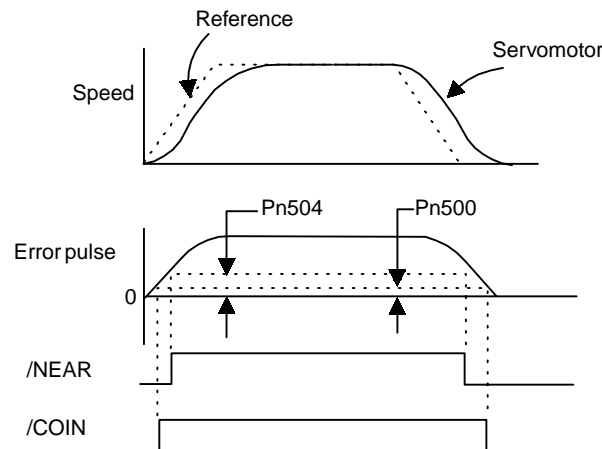 Reference
Servomotor
Speed
Pn504
Pn500
Error pulse
0
/NEAR
/COIN